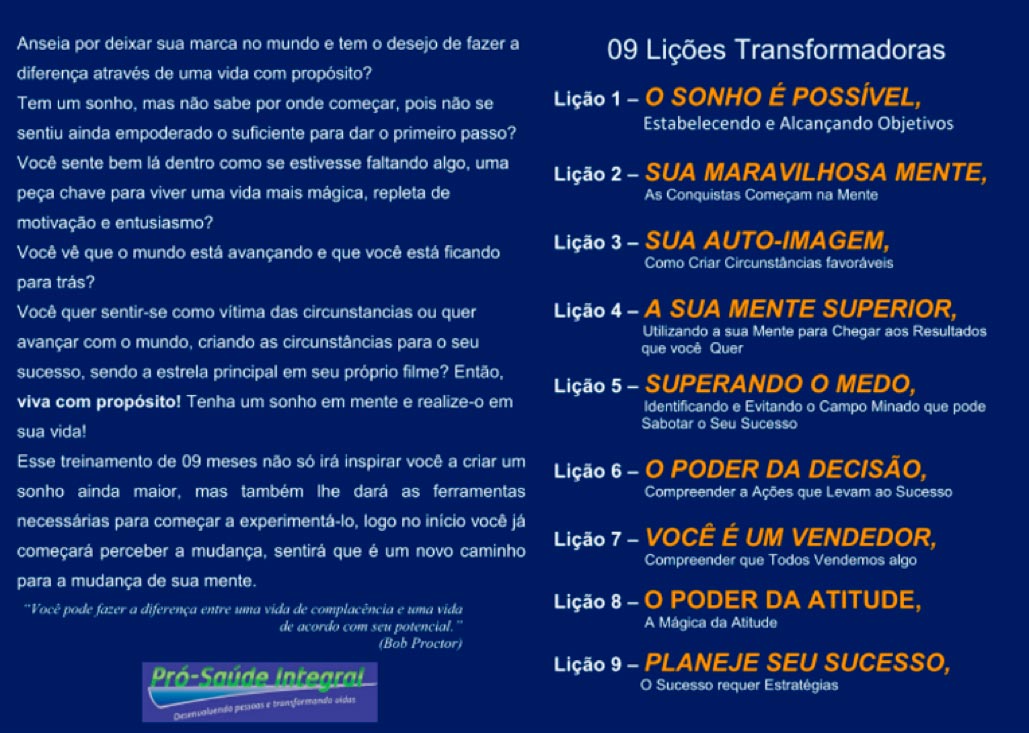 Anseia por deixar sua marca no mundo e tem o desejo de fazer a
diferença através de uma vida com propósito?
Tem um sonho, mas não sabe por onde começar, pois não se
sentiu ainda empoderado o suficiente para dar o primeiro passo?
Você sente bem lá dentro como se estivesse faltando algo, uma
peça chave para viver uma vida mais mágica, repleta de
motivação e entusiasmo?
Você vê que o mundo está avançando e que você está ficando
para trás?
Você quer sentir-se como vítima das circunstancias ou quer
avançar com o mundo, criando as circunstâncias para o seu
sucesso, sendo a estrela principal em seu próprio filme? Então,
viva com propósito! Tenha um sonho em mente e realize-o em
sua vida!
Esse treinamento de 09 meses não só irá inspirar você a criar um
sonho ainda maior, mas também lhe dará as ferramentas
necessárias para começar a experimentá-lo, logo no início você já
começará perceber a mudança, sentirá que é um novo caminho
para a mudança de sua mente.
"Você pode fazer a diferença entre uma vida de complacência e uma vida
de acordo com seu potencial."
(Bob Proctor)
Pró-Saúde Integral
Desenvolvendo pessoas e transformando vidas
09 Lições Transformadoras
Lição 1 – O SONHO É POSSÍVEL,
Estabelecendo e Alcançando Objetivos
Lição 2 – SUA MARAVILHOSA MENTE,
As Conquistas Começam na Mente
Lição 3 – SUA AUTO-IMAGEM,
Como Criar Circunstâncias favoráveis
Lição 4 – A SUA MENTE SUPERIOR,
Utilizando a sua Mente para Chegar aos Resultados
que você Quer
Lição 5 – SUPERANDO O MEDO,
Identificando e Evitando o Campo Minado que pode
Sabotar o Seu Sucesso
Lição 6 – O PODER DA DECISÃO,
Compreender a Ações que Levam ao Sucesso
Lição 7 – VOCÊ É UM VENDEDOR,
Compreender que Todos Vendemos algo
Lição 8 – O PODER DA ATITUDE,
A Mágica da Atitude
Lição 9 – PLANEJE SEU SUCESSO,
O Sucesso requer Estratégias